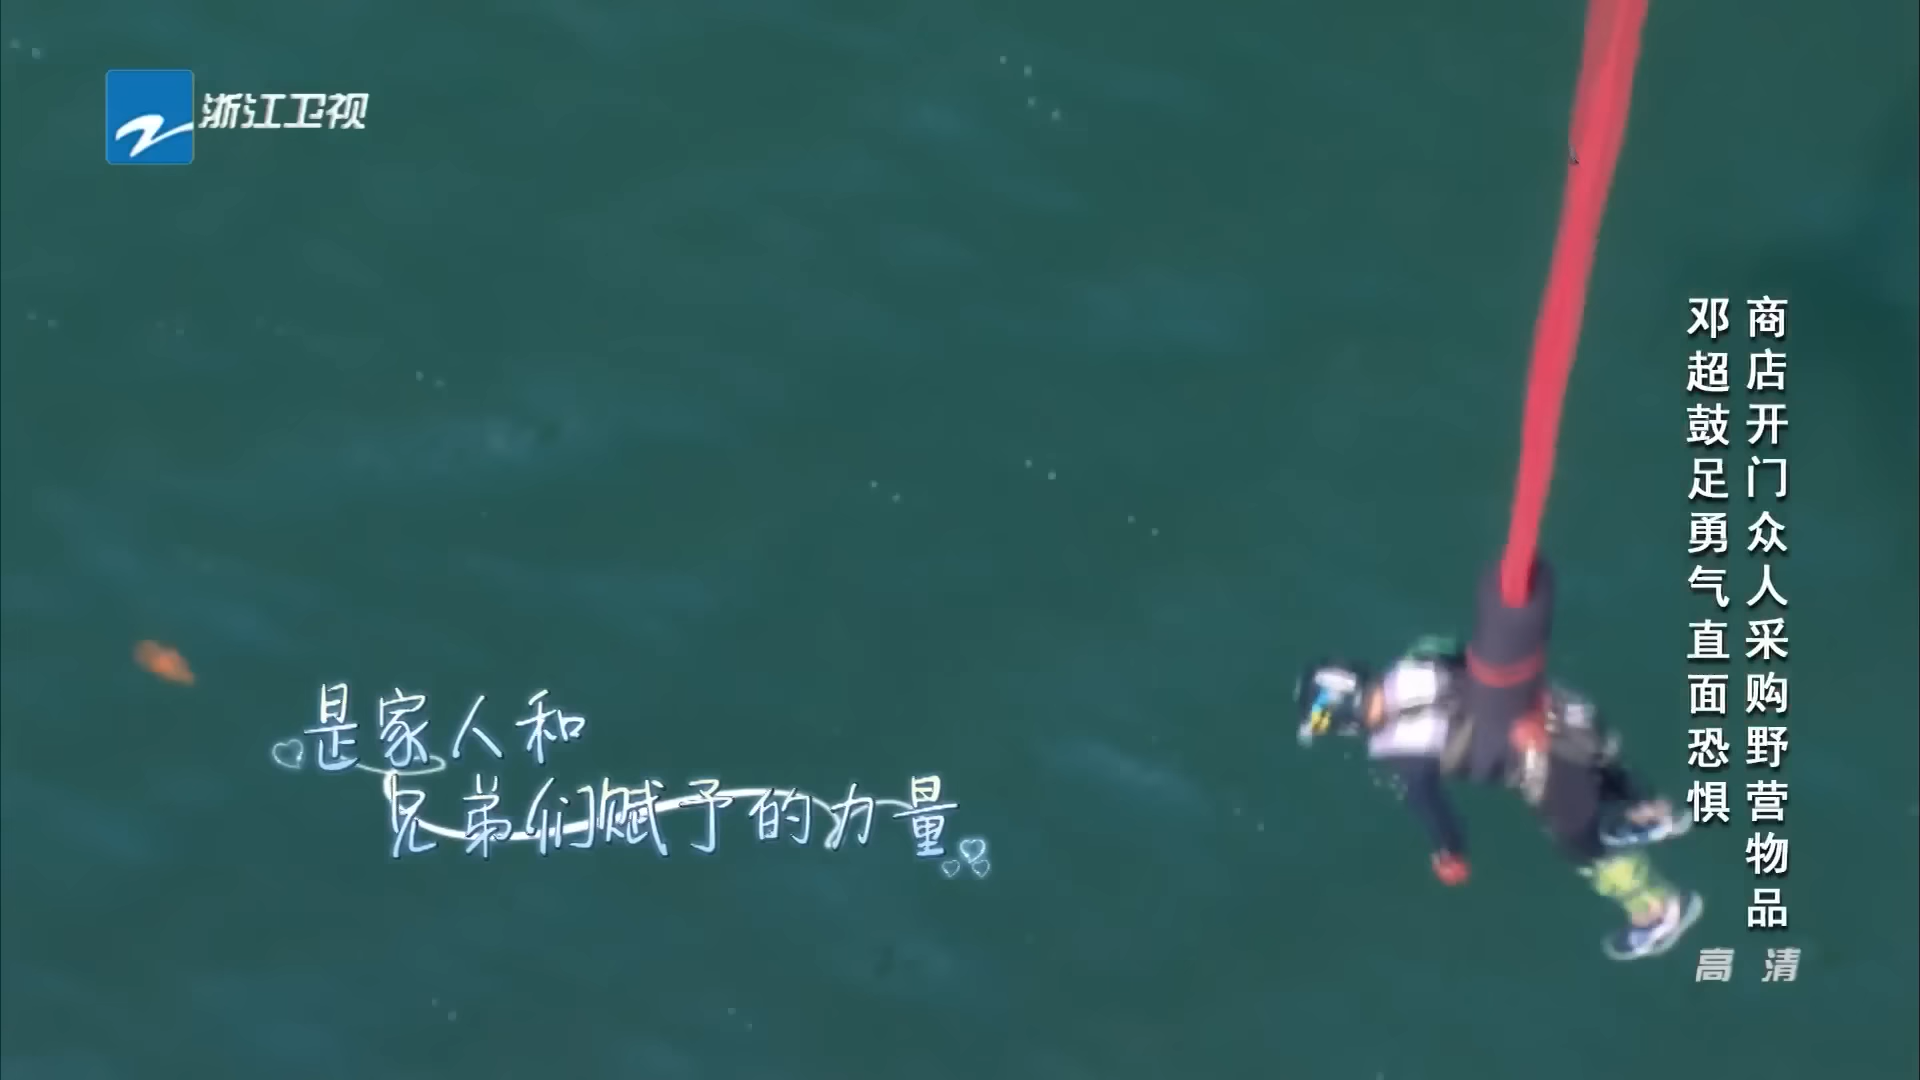 浙江卫视
商店开门众人采购野营物品
邓超鼓足勇气直面恐惧
是家人和
兄弟们赋予的力量
高清